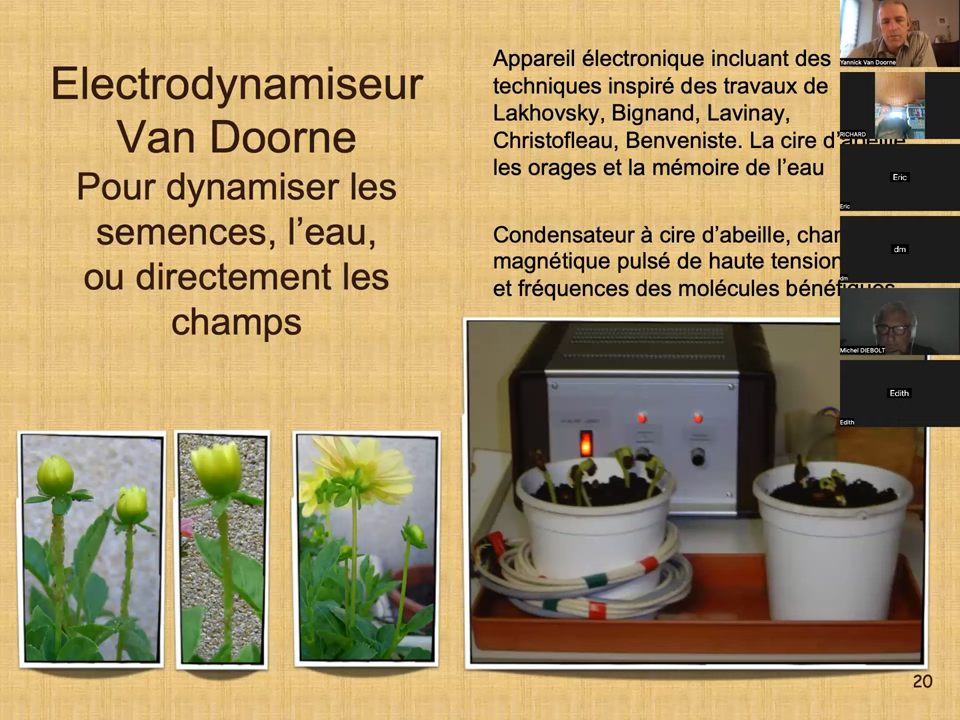 Electrodynamiseur
Van Doorne
Pour dynamiser les
semences, l’eau,
ou directement les
champs
Appareil électronique incluant des
techniques inspiré des travaux de
Lakhovsky, Bignand, Lavinay,
Christofleau, Benveniste. La cire d’abeille
les orages et la mémoire de l’eau
Condensateur à cire d’abeille, cha
magnétique pulsé de haute tension
et fréquences des molécules bénéfiques
20
Yannick Van Doorne
RICHARD
Eric
Eric
dm
dm
Michel DIEBOLT
Edith
Edith